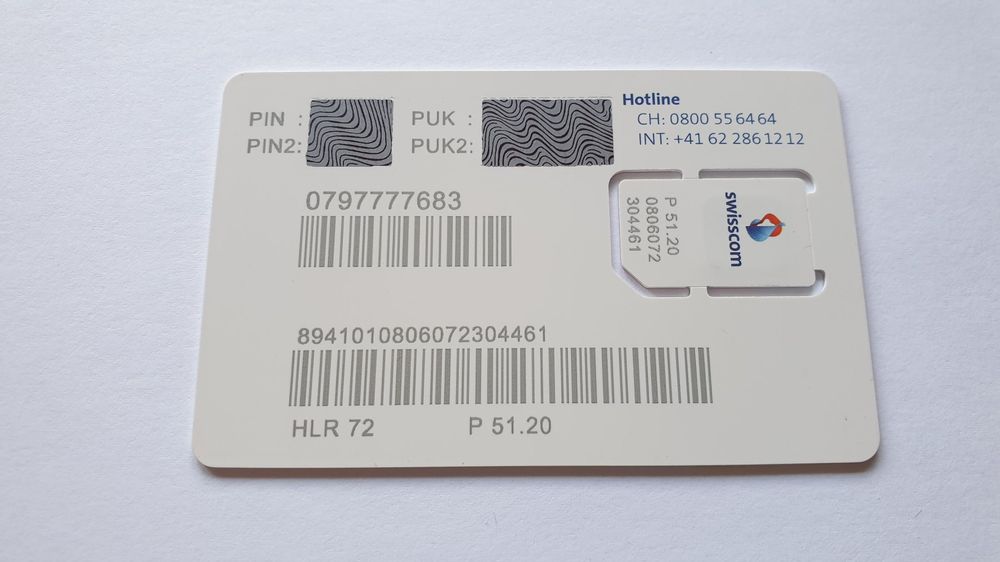 PIN :
PIN2:
PUK :
PUK2:
Hotline
CH: 0800 55 64 64
INT: +41 62 286 12 12
0797777683
P 51.20
0806072
304461
swisscom
8941010806072304461
HLR 72
P 51.20